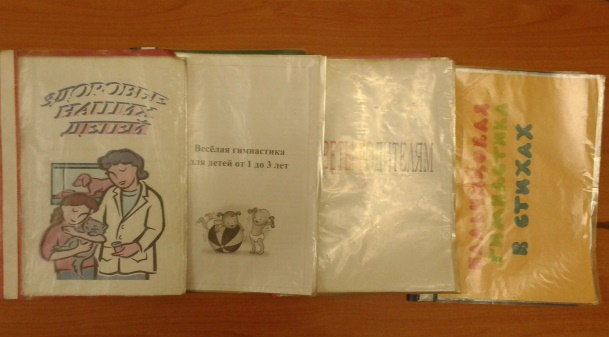 ЗДОРОВЬЕ
НАШИХ
ДЕТЕЙ
Весёлая гимнастика
для детей от 1 до 3 лет
ПАЛЬЧИКОВАЯ
ГИМНАСТИКА
В СТИХАХ